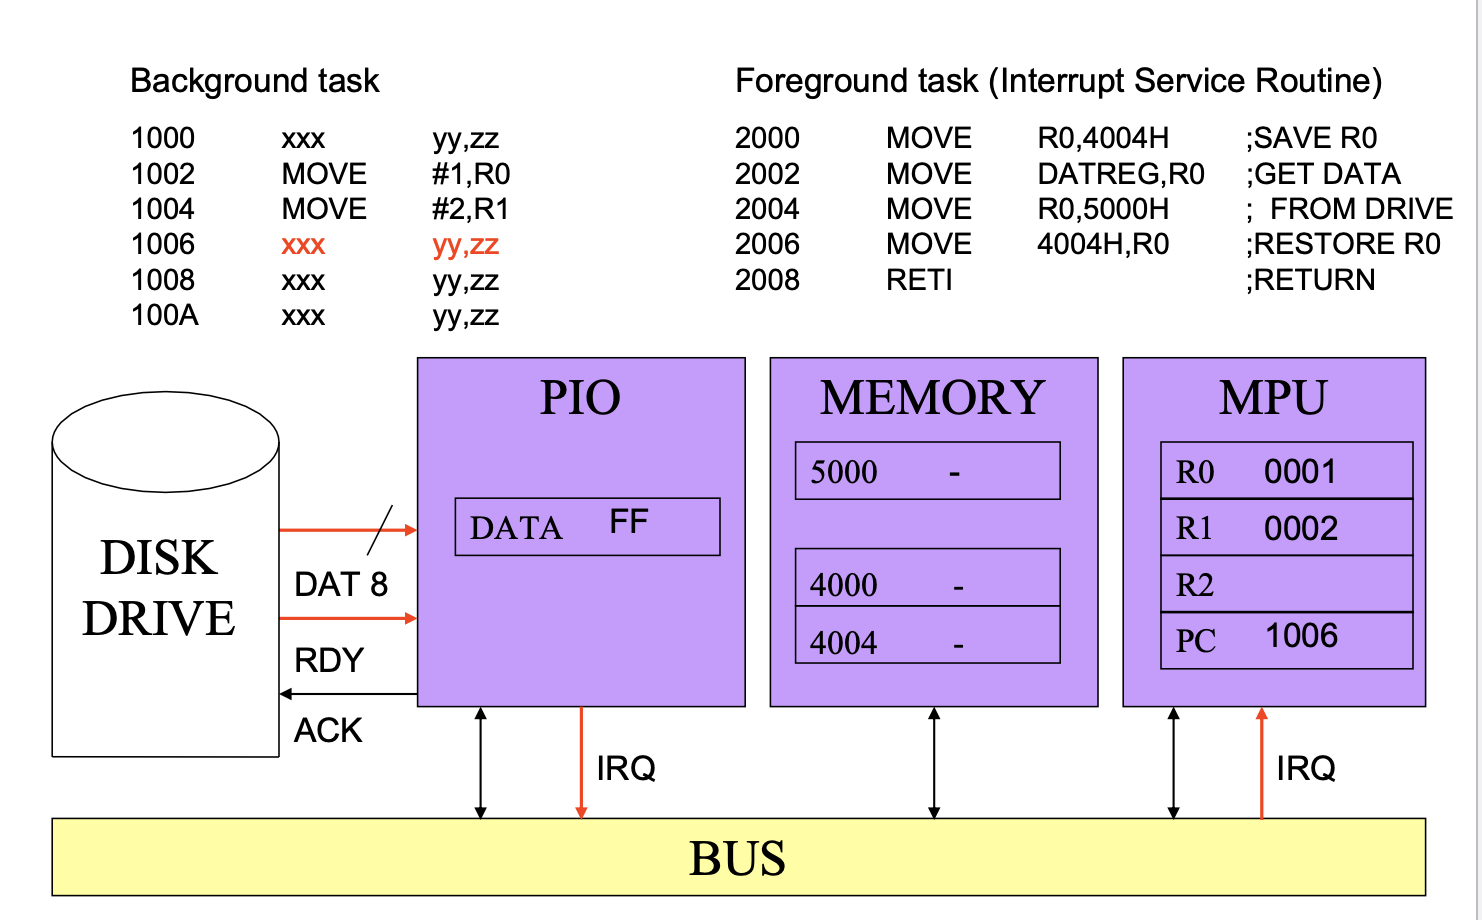 Background task
1000 xxx yy,zz
1002 MOVE #1,R0
1004 MOVE #2,R1
1006 xxx yy,zz
1008 xxx yy,zz
100A xxx yy,zz
Foreground task (Interrupt Service Routine)
2000 MOVE R0,4004H ;SAVE R0
2002 MOVE DATREG,R0 ;GET DATA
2004 MOVE R0,5000H ; FROM DRIVE
2006 MOVE 4004H,R0 ;RESTORE R0
2008 RETI ;RETURN
DISK
DRIVE
DAT 8
RDY
ACK
PIO
DATA FF
IRQ
MEMORY
5000 -
4000 -
4004 -
MPU
R0 0001
R1 0002
R2
PC 1006
IRQ
BUS